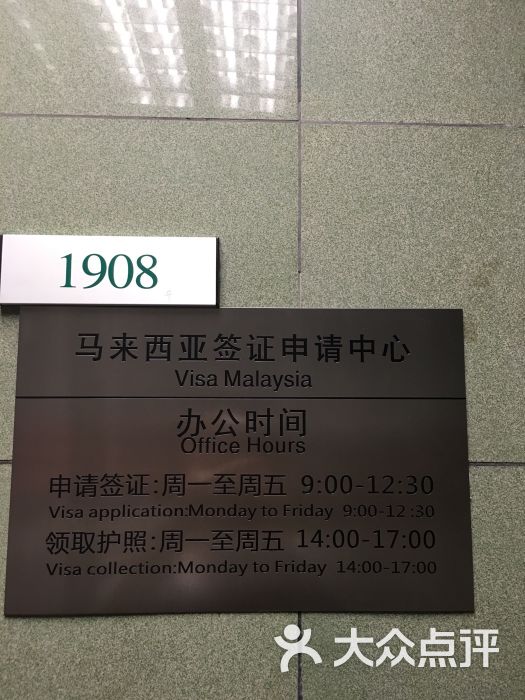 1908
马来西亚签证申请中心
Visa Malaysia
办公时间
Office Hours
申请签证:周一至周五 9:00-12:30
Visa application:Monday to Friday 9:00-12:30
领取护照:周一至周五 14:00-17:00
Visa collection:Monday to Friday 14:00-17:00
大众点评